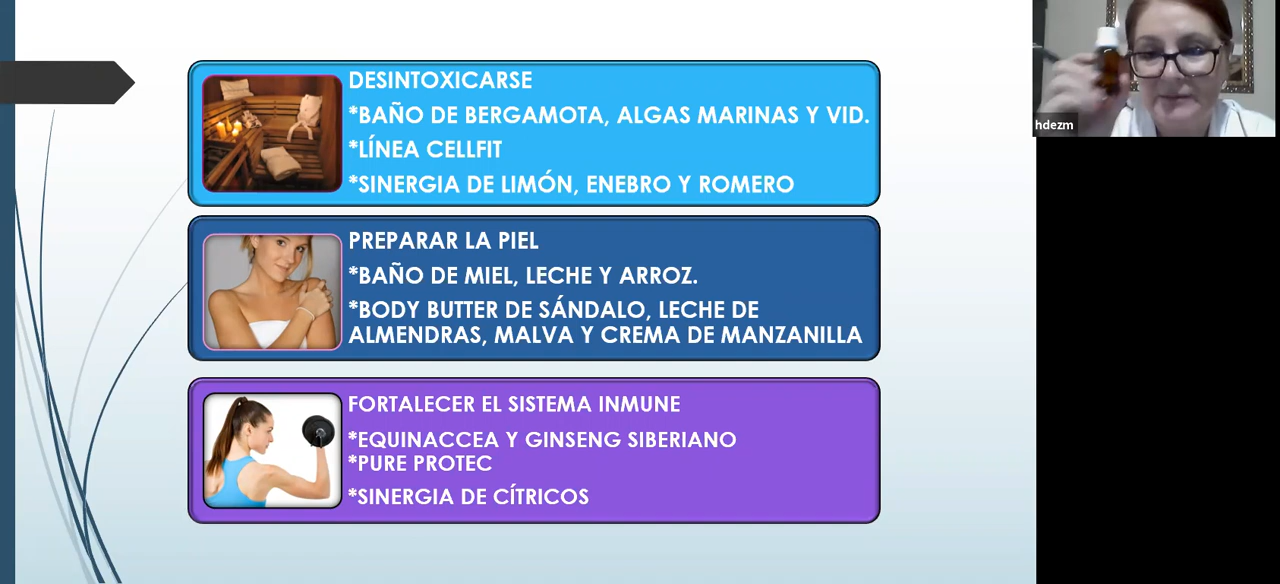 DESINTOXICARSE
*BAÑO DE BERGAMOTA, ALGAS MARINAS Y VID.
*LÍNEA CELLFIT
*SINERGIA DE LIMÓN, ENEBRO Y ROMERO
PREPARAR LA PIEL
*BAÑO DE MIEL, LECHE Y ARROZ.
*BODY BUTTER DE SÁNDALO, LECHE DE
ALMENDRAS, MALVA Y CREMA DE MANZANILLA
FORTALECER EL SISTEMA INMUNE
*EQUINACCEA Y GINSENG SIBERIANO
*PURE PROTEC
*SINERGIA DE CÍTRICOS
hdezm